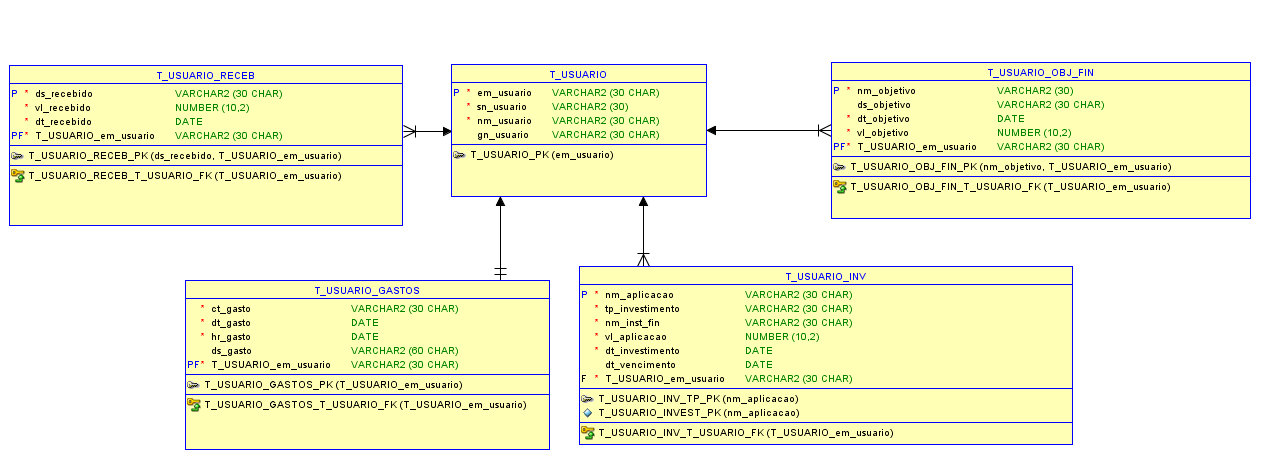 T_USUARIO_RECEB
P * ds_recebido VARCHAR2 (30 CHAR)
* vl_recebido NUMBER (10,2)
* dt_recebido DATE
PF* T_USUARIO_em_usuario VARCHAR2 (30 CHAR)
T_USUARIO_RECEB_PK (ds_recebido, T_USUARIO_em_usuario)
T_USUARIO_RECEB_T_USUARIO_FK (T_USUARIO_em_usuario)
T_USUARIO
P * em_usuario VARCHAR2 (30 CHAR)
* sn_usuario VARCHAR2 (30)
* nm_usuario VARCHAR2 (30 CHAR)
gn_usuario VARCHAR2 (30 CHAR)
T_USUARIO_PK (em_usuario)
T_USUARIO_OBJ_FIN
P * nm_objetivo VARCHAR2 (30)
ds_objetivo VARCHAR2 (30 CHAR)
* dt_objetivo DATE
* vl_objetivo NUMBER (10,2)
PF* T_USUARIO_em_usuario VARCHAR2 (30 CHAR)
T_USUARIO_OBJ_FIN_PK (nm_objetivo, T_USUARIO_em_usuario)
T_USUARIO_OBJ_FIN_T_USUARIO_FK (T_USUARIO_em_usuario)
T_USUARIO_GASTOS
* ct_gasto VARCHAR2 (30 CHAR)
* dt_gasto DATE
* hr_gasto DATE
ds_gasto VARCHAR2 (60 CHAR)
PF* T_USUARIO_em_usuario VARCHAR2 (30 CHAR)
T_USUARIO_GASTOS_PK (T_USUARIO_em_usuario)
T_USUARIO_GASTOS_T_USUARIO_FK (T_USUARIO_em_usuario)
T_USUARIO_INV
P * nm_aplicacao VARCHAR2 (30 CHAR)
* tp_investimento VARCHAR2 (30 CHAR)
* nm_inst_fin VARCHAR2 (30 CHAR)
* vl_aplicacao NUMBER (10,2)
* dt_investimento DATE
dt_vencimento DATE
F * T_USUARIO_em_usuario VARCHAR2 (30 CHAR)
T_USUARIO_INV_TP_PK (nm_aplicacao)
T_USUARIO_INVEST_PK (nm_aplicacao)
T_USUARIO_INV_T_USUARIO_FK (T_USUARIO_em_usuario)